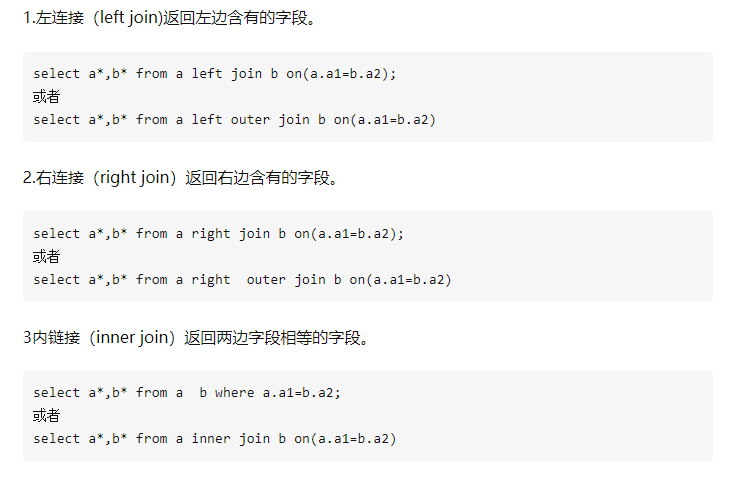 1.左连接（left join)返回左边含有的字段。
select a*,b* from a left join b on(a.a1=b.a2);
或者
select a*,b* from a left outer join b on(a.a1=b.a2)
2.右连接（right join）返回右边含有的字段。
select a*,b* from a right join b on(a.a1=b.a2);
或者
select a*,b* from a right  outer join b on(a.a1=b.a2)
3内链接（inner join）返回两边字段相等的字段。
select a*,b* from a  b where a.a1=b.a2;
或者
select a*,b* from a inner join b on(a.a1=b.a2)